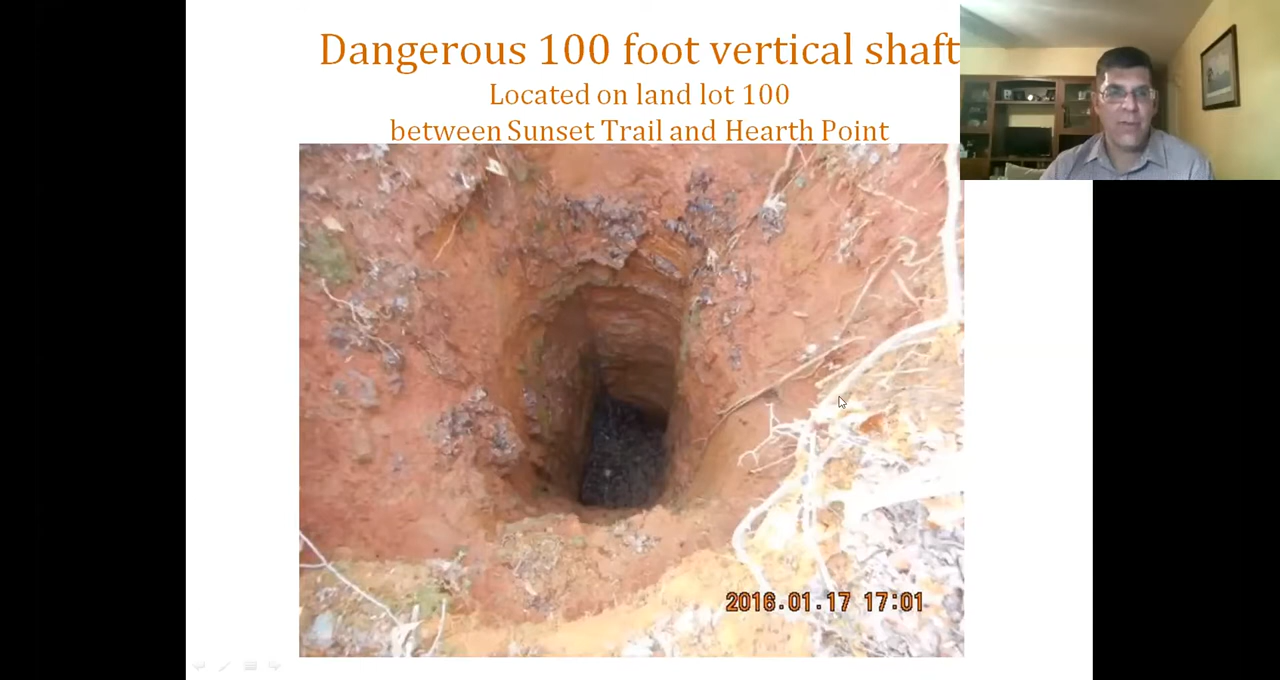 Dangerous 100 foot vertical shaft
Located on land lot 100
between Sunset Trail and Hearth Point
2016.01.17 17:01